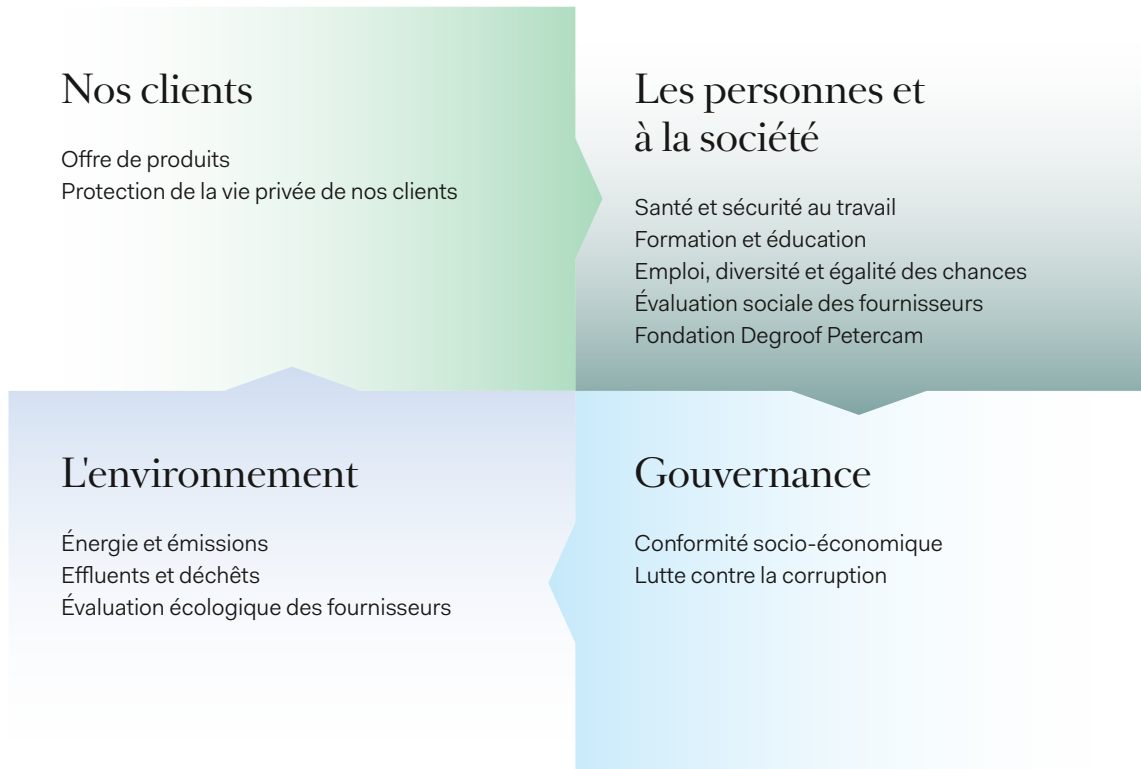 Nos clients
Offre de produits
Protection de la vie privée de nos clients
Les personnes et
à la société
Santé et sécurité au travail
Formation et éducation
Emploi, diversité et égalité des chances
Évaluation sociale des fournisseurs
Fondation Degroof Petercam
L'environnement
Énergie et émissions
Effluents et déchêts
Évaluation écologique des fournisseurs
Gouvernance
Conformité socio-économique
Lutte contre la corruption